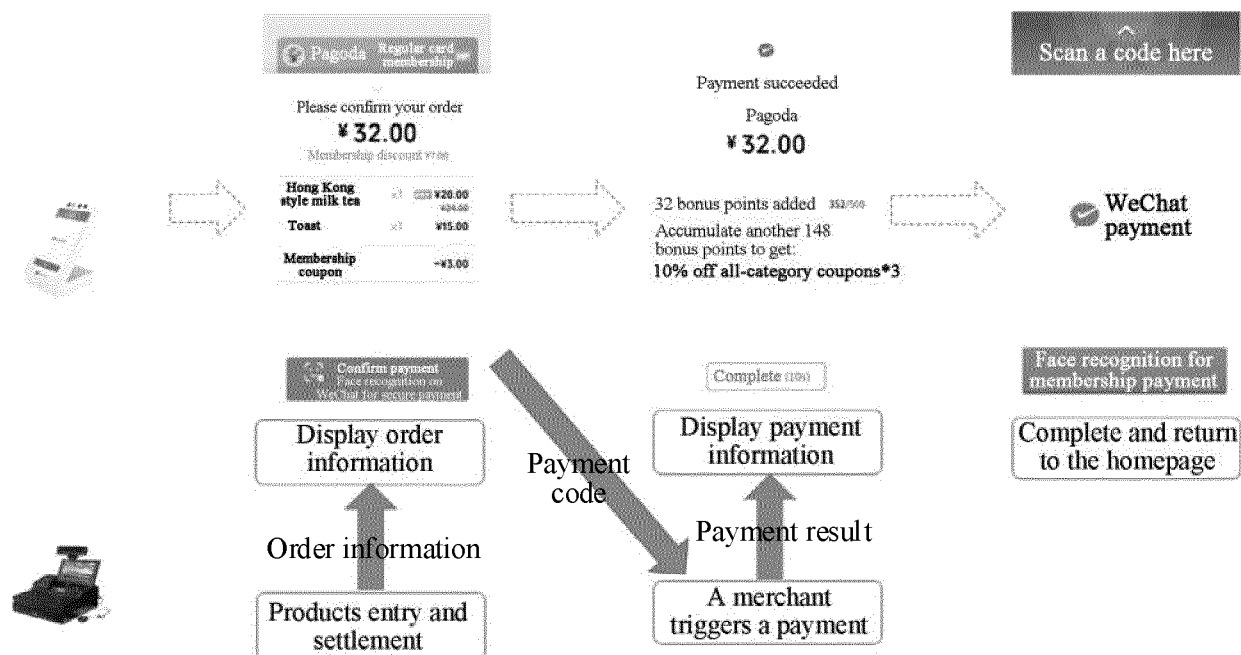 Pagoda
Regular card
membership
Please confirm your order
¥ 32.00
Membership discount
Hong Kong
style milk tea
¥20.00
Toast
¥15.00
Membership
coupon
-¥3.00
Confirm payment
Face recognition on
WeChat for secure payment
Display order
information
Order information
Products entry and
settlement
Payment
code
Payment succeeded
Pagoda
¥ 32.00
32 bonus points added
Accumulate another 148
bonus points to get:
10% off all-category coupons*3
Complete
Display payment
information
Payment result
A merchant
triggers a payment
Scan a code here
WeChat
payment
Face recognition for
membership payment
Complete and return
to the homepage